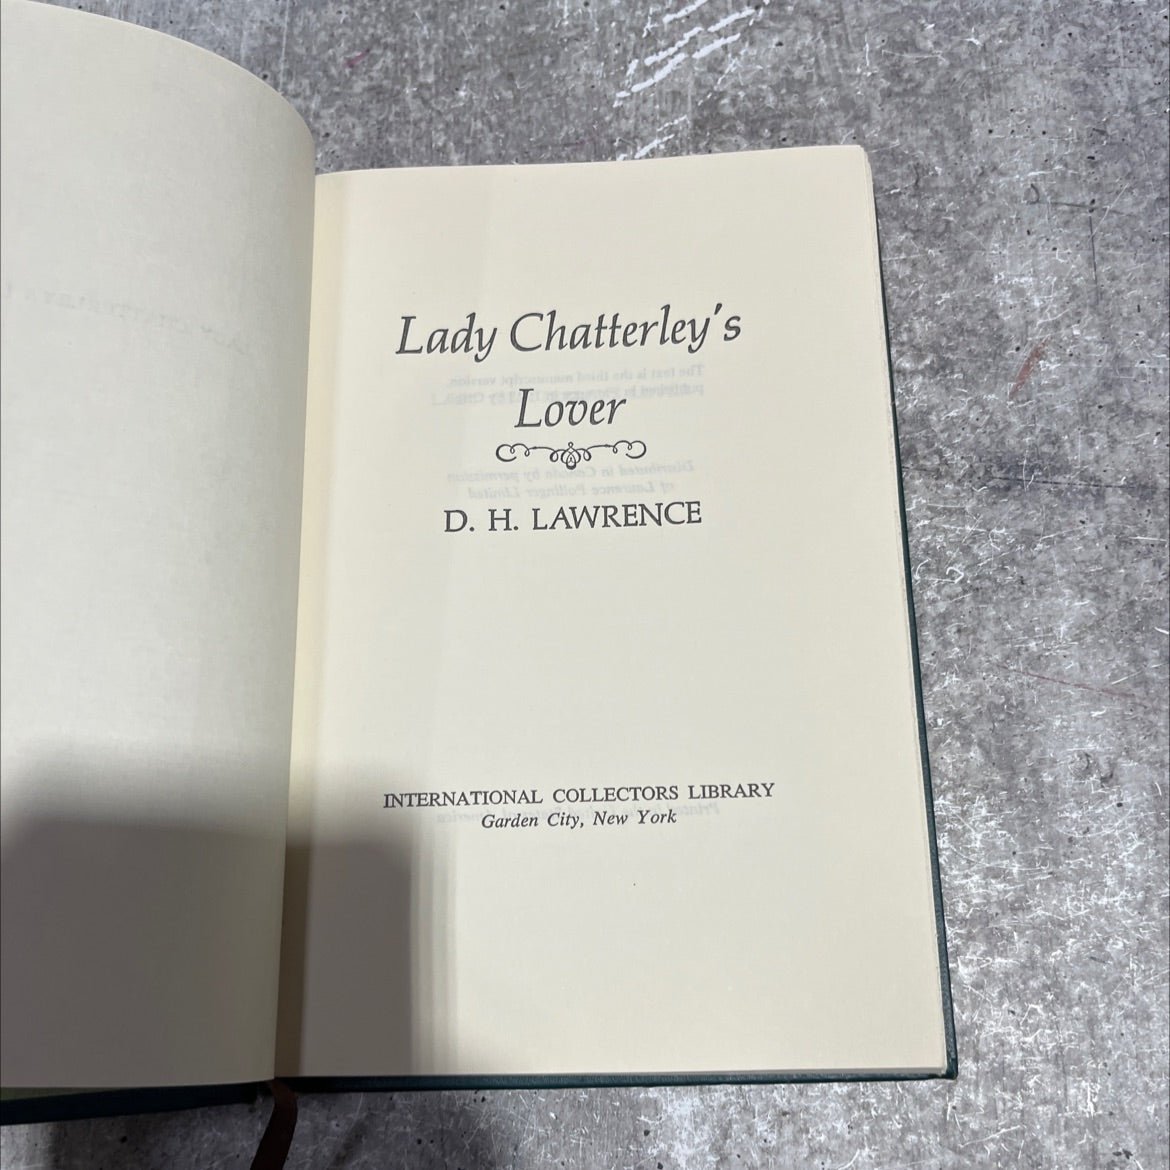 Lady Chatterley's
Lover
D. H. LAWRENCE
INTERNATIONAL COLLECTORS LIBRARY
Garden City, New York